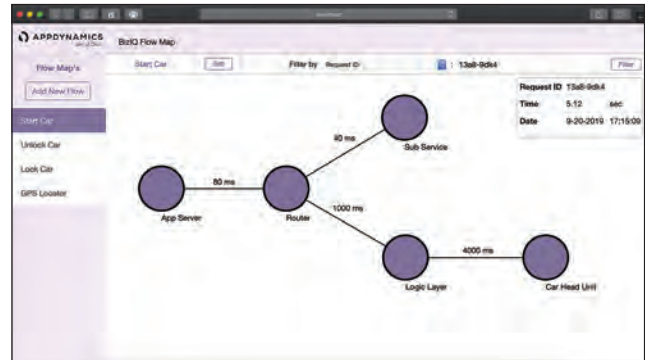 APPDYNAMICS
BizIQ Flow Map
Flow Map's
Start Car
Edit
Filter by Request ID : 13a8-9dk4
Filter
Add New Flow
Request ID 13a8-9dk4
Time 5.12 sec
Date 9-20-2019 17:15:09
Start Car
Unlock Car
Lock Car
GPS Locator
40 ms
Sub Service
80 ms
App Server
Router
1000 ms
4000 ms
Logic Layer
Car Head Unit